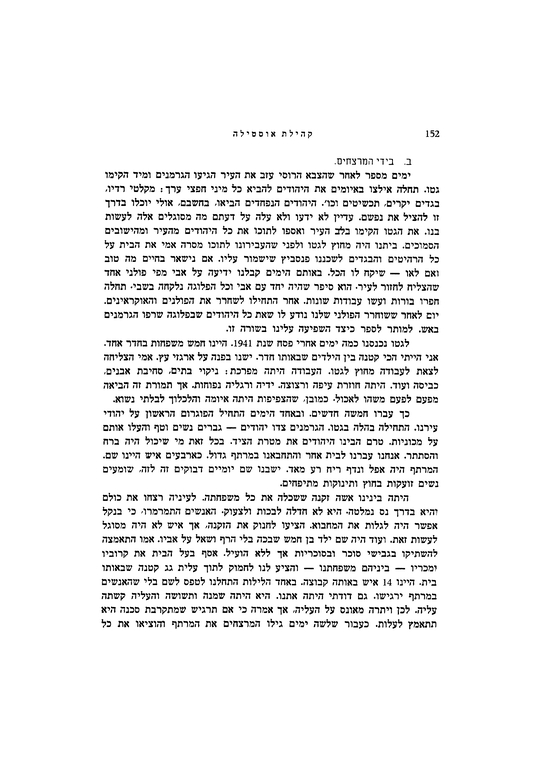 152
קהילת אוסטילה
ב. בידי המרצחים.
ימים מספר לאחר שהצבא הרוסי עזב את העיר הגיעו הגרמנים ומיד הקימו
גטו. תחלה אילצו באיומים את היהודים להביא כל מיני חפצי ערך: מקלטי רדיו,
בגדים יקרים, תכשיטים וכו׳. היהודים הנפחדים הביאו, בחשבם, אולי יוכלו בדרך
זו להציל את נפשם. עדיין לא ידעו ולא עלה על דעתם מה מסוגלים אלה לעשות
בנו. את הגטו הקימו בלב העיר ואספו לתוכו את כל היהודים מהעיר ומהישובים
הסמוכים. ביתנו היה מחוץ לגטו ולפני שהעבירונו לתוכו מסרה אמי את הבית על
כל הרהיטים והבגדים לשכננו פנסביץ שישמור עליו. אם נישאר בחיים מה טוב
ואם לאו — שיקח לו הכל. באותם הימים קבלנו ידיעה על אבי מפי פולני אחד
שהצליח לחזור לעיר. הוא סיפר שהיה יחד עם אבי וכל הפלוגה נלקחה בשבי. תחלה
חפרו בורות ועשו עבודות שונות. אחר התחילו לשחרר את הפולנים והאוקראינים.
יום לאחר ששוחרר הפולני שלנו נודע לו שאת כל היהודים שבפלוגה שרפו הגרמנים
באש. למותר לספר כיצד השפיעה עלינו בשורה זו.
לגטו נכנסנו כמה ימים אחרי פסח שנת 1941. היינו חמש משפחות בחדר אחד.
אני הייתי הכי קטנה בין הילדים שבאותו חדר. ישנו בפנה על ארגזי עץ. אמי הצליחה
לצאת לעבודה מחוץ לגטו. העבודה היתה מפרכת: ניקוי בתים, סחיבת אבנים,
כביסה ועוד. היתה חוזרת עיפה ורצוצה. ידיה ורגליה נפוחות. אך תמורת זה הביאה
מפעם לפעם משהו לאכול. כמובן, שהצפיפות היתה איומה והלכלוך לבלתי נשוא.
כך עברו חמשה חדשים. ובאחד הימים התחיל הפוגרום הראשון על יהודי
עירנו. התחילה בהלה בגטו. הגרמנים צדו יהודים — גברים נשים וטף והעלו אותם
על מכוניות. טרם הבינו היהודים את מטרת הציד. בכל זאת מי שיכול היה ברח
והסתתר. אנחנו עברנו לבית אחר והתחבאנו במרתף גדול. כארבעים איש היינו שם.
המרתף היה אפל ונדף ריח רע מאד. ישבנו שם יומיים דבוקים זה לזה, שומעים
נשים זועקות בחוץ ותינוקות מתיפחים.
היתה בינינו אשה זקנה ששכלה את כל משפחתה. לעיניה רצחו את כולם
והיא בדרך נס נמלטה. היא לא חדלה לבכות ולצעוק. האנשים התמרמרו, כי בנקל
אפשר היה לגלות את המחבוא. הציעו לחנוק את הזקנה, אך איש לא היה מסוגל
לעשות זאת. ועוד היה שם ילד בן חמש שבכה בלי הרף ושאל על אביו. אמו התאמצה
להשתיקו בגבישי סוכר ובסוכריות אך ללא הועיל. אסף בעל הבית את קרוביו
ומכריו — ביניהם משפחתנו — והציע לנו לחמוק לתוך עלית גג קטנה שבאותו
בית. היינו 14 איש באותה קבוצה. באחד הלילות התחלנו לטפס לשם בלי שהאנשים
במרתף ירגישו. גם דודתי היתה אתנו. היא היתה שמנה ותשושה והעליה קשתה
עליה. לכן ויתרה מאונס על העליה, אך אמרה כי אם תרגיש שמתקרבת סכנה היא
תתאמץ לעלות. כעבור שלשה ימים גילו המרצחים את המרתף והוציאו את כל